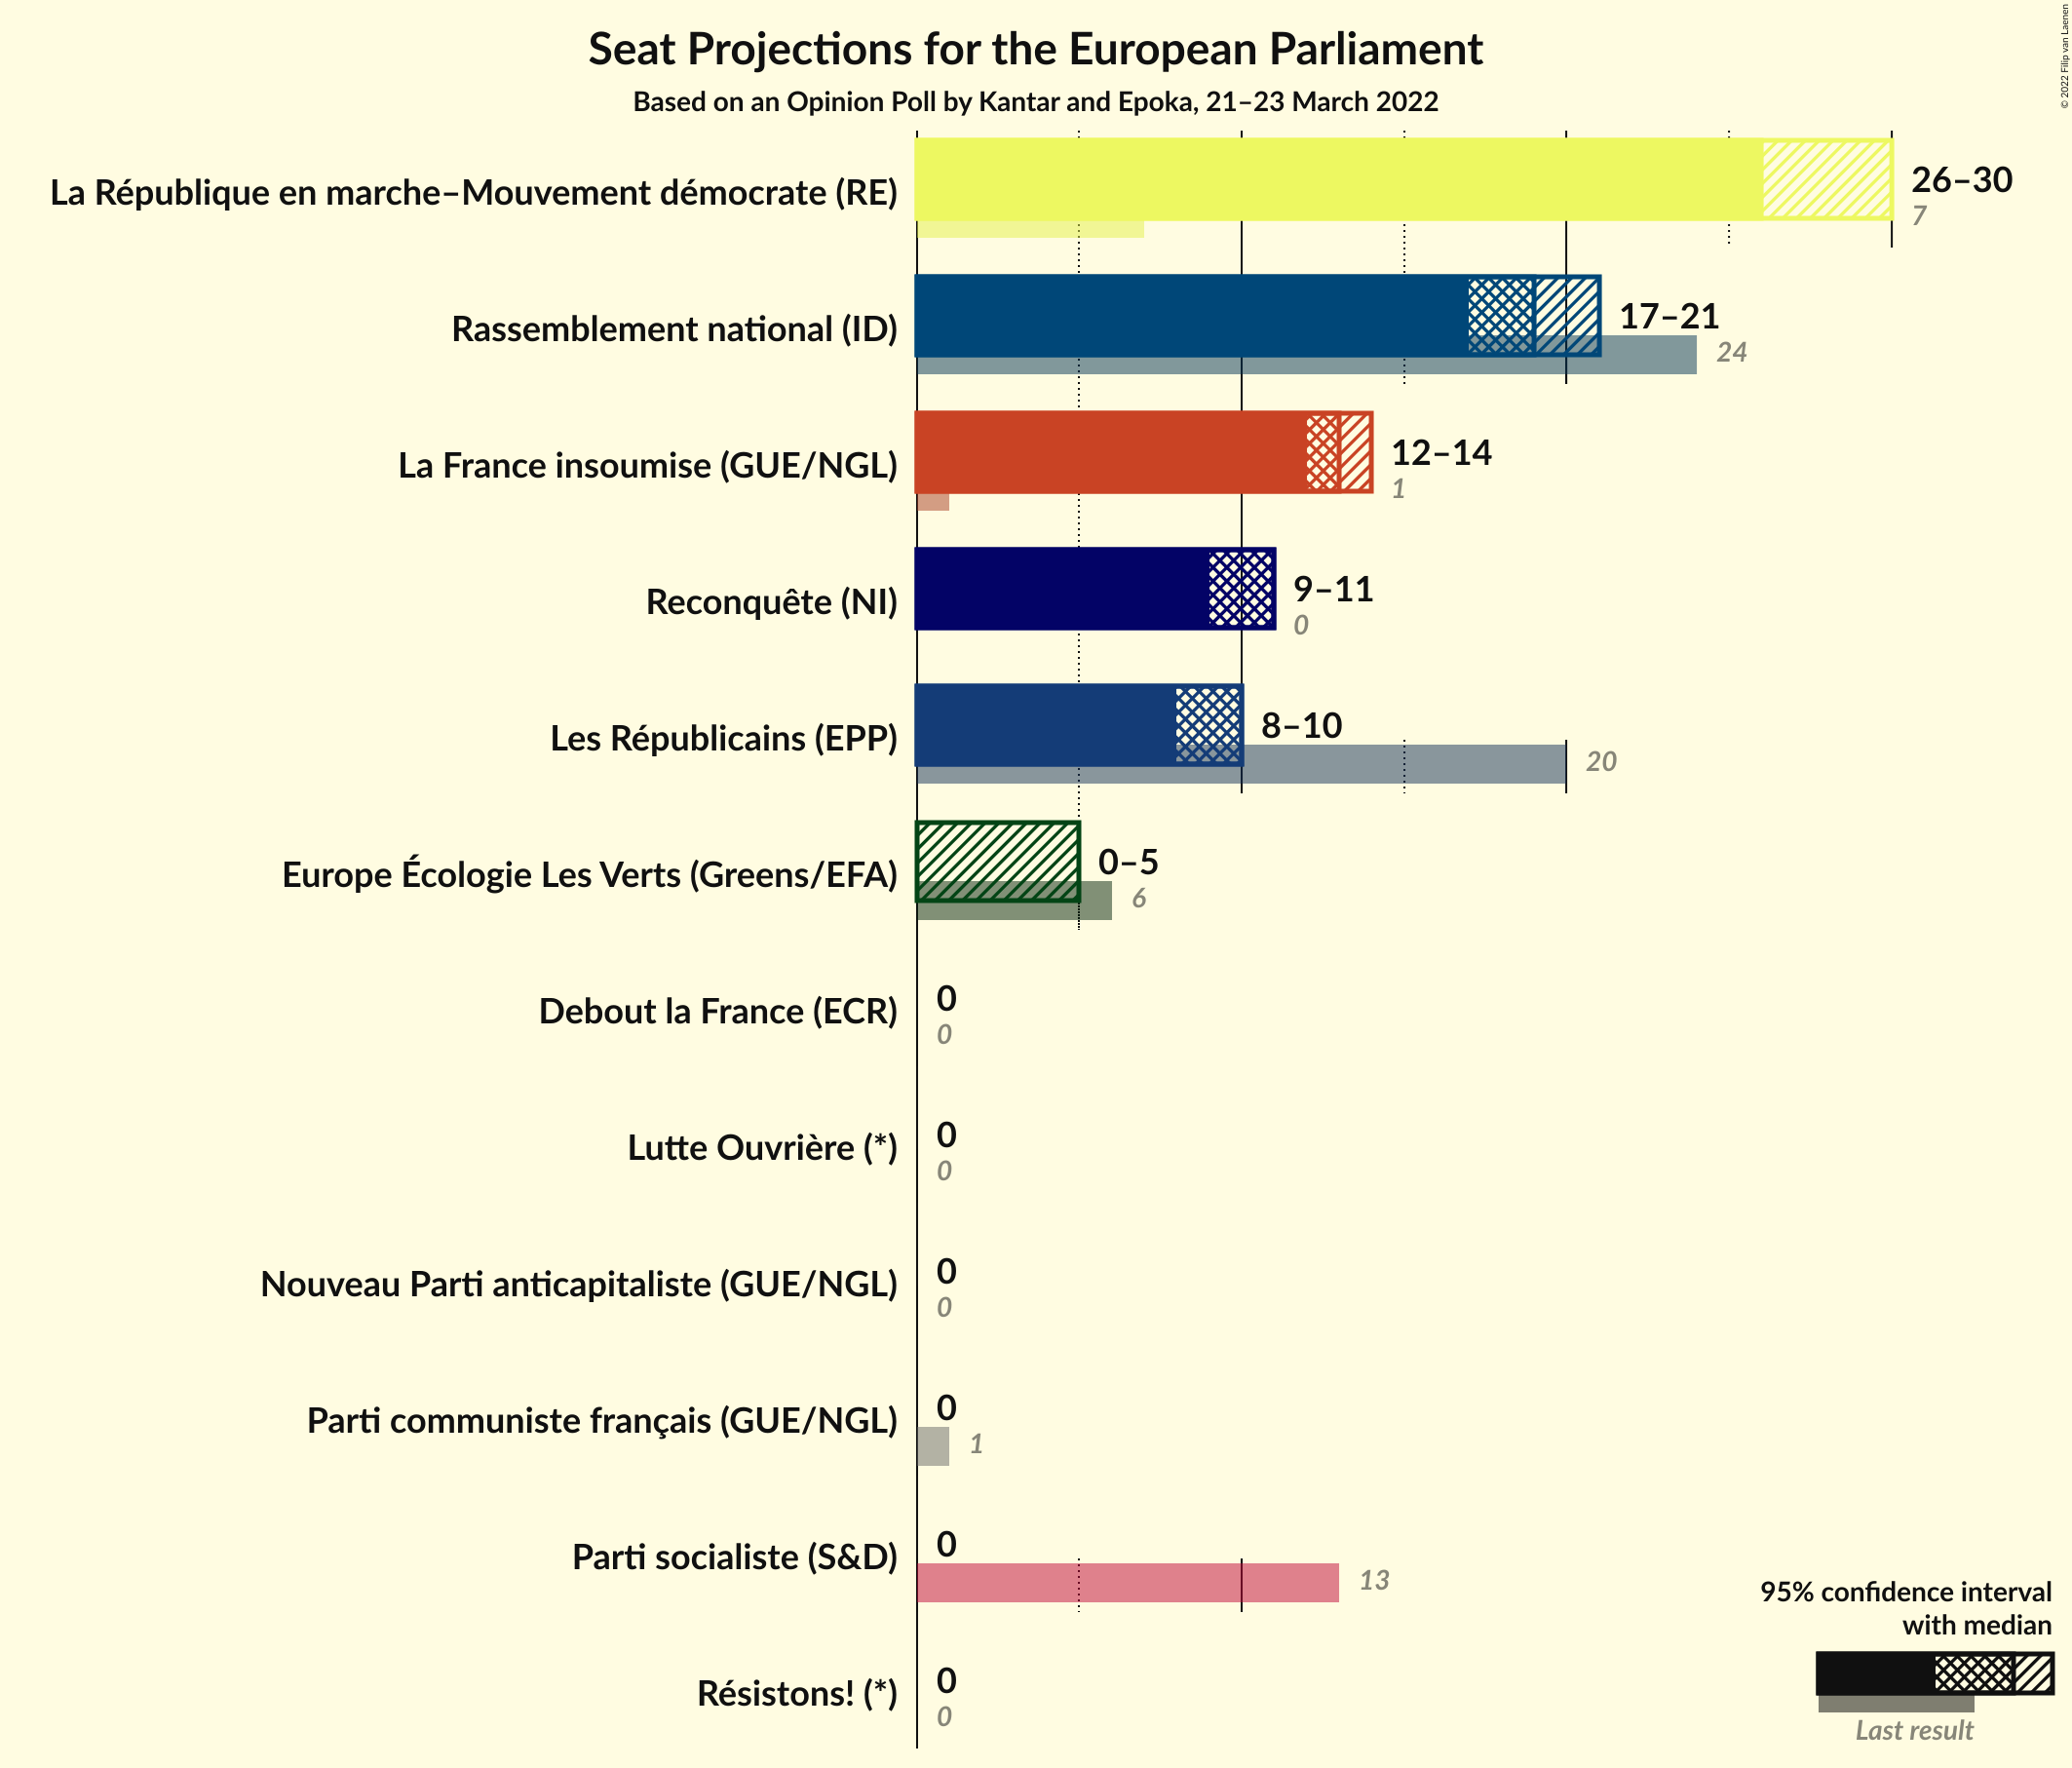 Seat Projections for the European Parliament
Based on an Opinion Poll by Kantar and Epoka, 21–23 March 2022
© 2022 Filip van Laenen
La République en marche–Mouvement démocrate (RE)
26–30
7
Rassemblement national (ID)
17–21
24
La France insoumise (GUE/NGL)
12–14
1
Reconquête (NI)
9–11
0
Les Républicains (EPP)
8–10
20
Europe Écologie Les Verts (Greens/EFA)
0–5
6
Debout la France (ECR)
0
0
Lutte Ouvrière (*)
0
0
Nouveau Parti anticapitaliste (GUE/NGL)
0
0
Parti communiste français (GUE/NGL)
0
1
Parti socialiste (S&D)
0
13
Résistons! (*)
0
0
95% confidence interval
with median
Last result